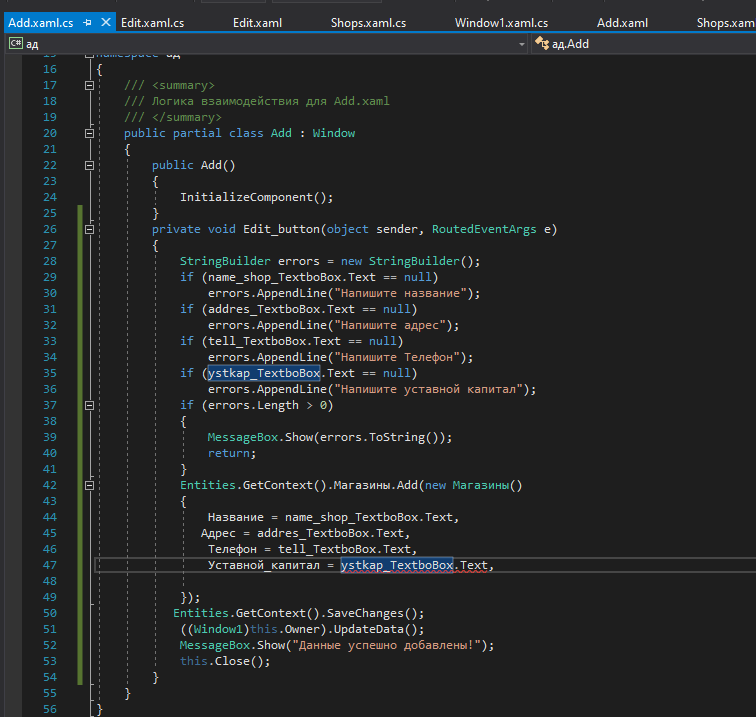 Add.xaml.cs Edit.xaml.cs Edit.xaml Shops.xaml.cs Window1.xaml.cs Add.xaml Shops.xam
C# ад ад.Add
15 namespace ад
16 {
17 /// <summary>
18 /// Логика взаимодействия для Add.xaml
19 /// </summary>
20 public partial class Add : Window
21 {
22 public Add()
23 {
24 InitializeComponent();
25 }
26 private void Edit_button(object sender, RoutedEventArgs e)
27 {
28 StringBuilder errors = new StringBuilder();
29 if (name_shop_TextboBox.Text == null)
30 errors.AppendLine("Напишите название");
31 if (addres_TextboBox.Text == null)
32 errors.AppendLine("Напишите адрес");
33 if (tell_TextboBox.Text == null)
34 errors.AppendLine("Напишите Телефон");
35 if (ystkap_TextboBox.Text == null)
36 errors.AppendLine("Напишите уставной капитал");
37 if (errors.Length > 0)
38 {
39 MessageBox.Show(errors.ToString());
40 return;
41 }
42 Entities.GetContext().Магазины.Add(new Магазины()
43 {
44 Название = name_shop_TextboBox.Text,
45 Адрес = addres_TextboBox.Text,
46 Телефон = tell_TextboBox.Text,
47 Уставной_капитал = ystkap_TextboBox.Text,
48
49 });
50 Entities.GetContext().SaveChanges();
51 ((Window1)this.Owner).UpdateData();
52 MessageBox.Show("Данные успешно добавлены!");
53 this.Close();
54 }
55 }
56 }